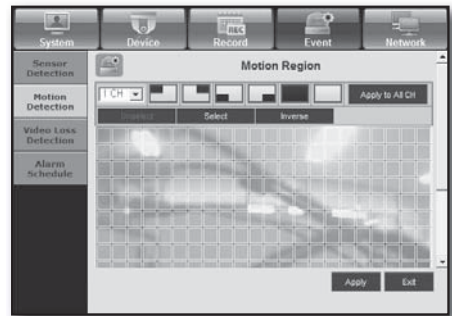 System Device Record Event Network
REC
Sensor
Detection
Motion Region
1 CH
Apply to All CH
Motion
Detection
Unselect Select Inverse
Video Loss
Detection
Alarm
Schedule
Apply Exit